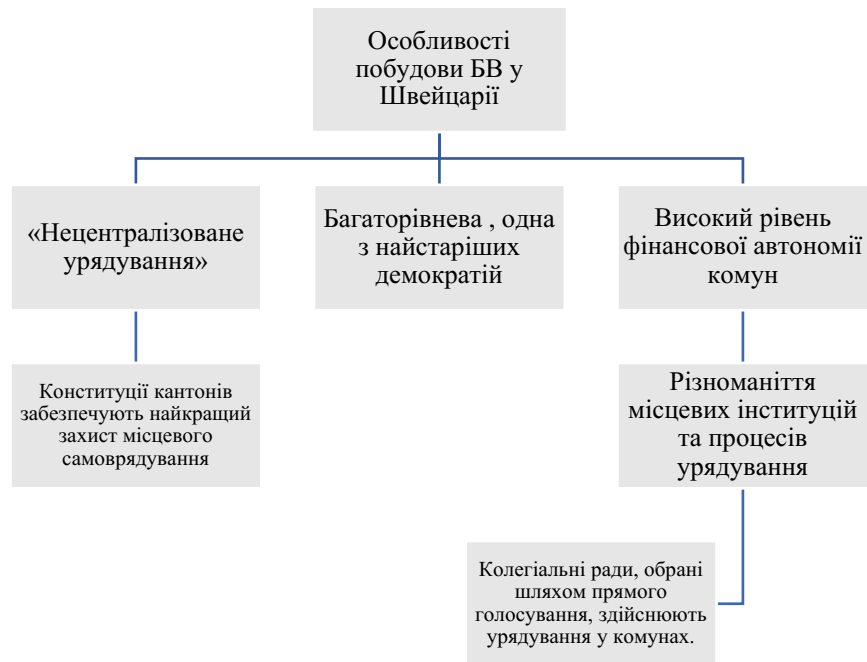 Особливості
побудови БВ у
Швейцарії
«Нецентралізоване
урядування»
Багаторівнева , одна
з найстаріших
демократій
Високий рівень
фінансової автономії
комун
Конституції кантонів
забезпечують найкращий
захист місцевого
самоврядування
Різноманіття
місцевих інституцій
та процесів
урядування
Колегіальні ради, обрані
шляхом прямого
голосування, здійснюють
урядування у комунах.